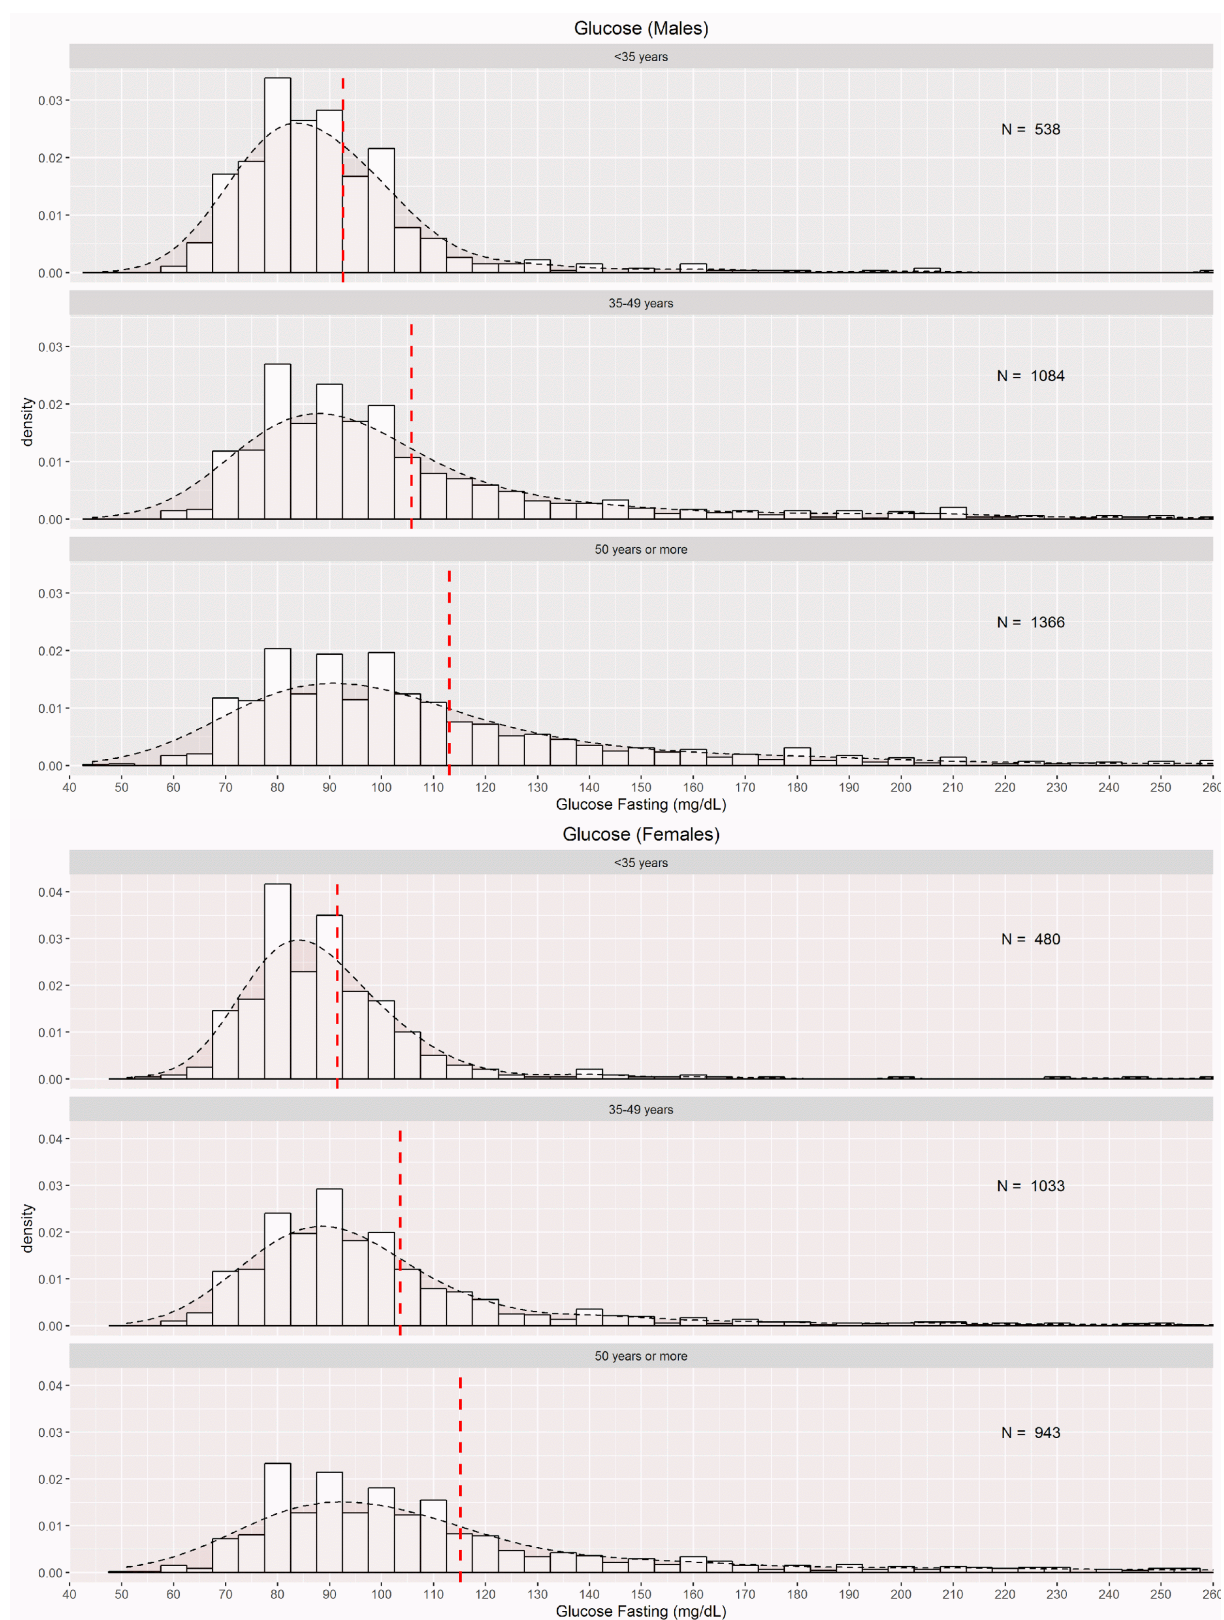 Glucose (Males)
<35 years
0.03
0.02
0.01
0.00
N = 538
35-49 years
0.03
0.02
0.01
0.00
N = 1084
density
50 years or more
0.03
0.02
0.01
0.00
N = 1366
40 50 60 70 80 90 100 110 120 130 140 150 160 170 180 190 200 210 220 230 240 250 260
Glucose Fasting (mg/dL)
Glucose (Females)
<35 years
0.04
0.03
0.02
0.01
0.00
N = 480
35-49 years
0.04
0.03
0.02
0.01
0.00
N = 1033
density
50 years or more
0.04
0.03
0.02
0.01
0.00
N = 943
40 50 60 70 80 90 100 110 120 130 140 150 160 170 180 190 200 210 220 230 240 250 260
Glucose Fasting (mg/dL)